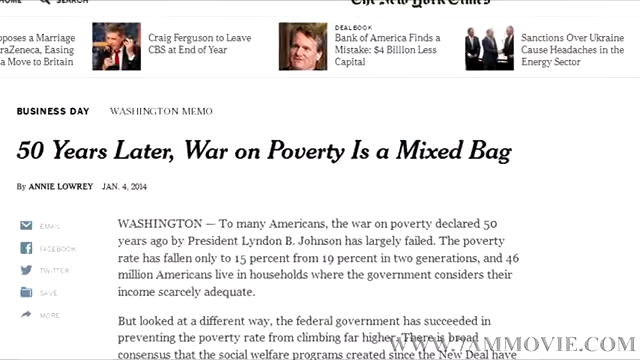 HOME
SEARCH
The New York Times
poses a Marriage
raZeneca, Easing
a Move to Britain
Craig Ferguson to Leave
CBS at End of Year
DEALBOOK
Bank of America Finds a
Mistake: $4 Billion Less
Capital
Sanctions Over Ukraine
Cause Headaches in the
Energy Sector
BUSINESS DAY WASHINGTON MEMO
50 Years Later, War on Poverty Is a Mixed Bag
By ANNIE LOWREY JAN. 4, 2014
EMAIL
FACEBOOK
TWITTER
SAVE
MORE
WASHINGTON — To many Americans, the war on poverty declared 50
years ago by President Lyndon B. Johnson has largely failed. The poverty
rate has fallen only to 15 percent from 19 percent in two generations, and 46
million Americans live in households where the government considers their
income scarcely adequate.
But looked at a different way, the federal government has succeeded in
preventing the poverty rate from climbing far higher. There is broad
consensus that the social welfare programs created since the New Deal have
WWW.7AMMOVIE.COM